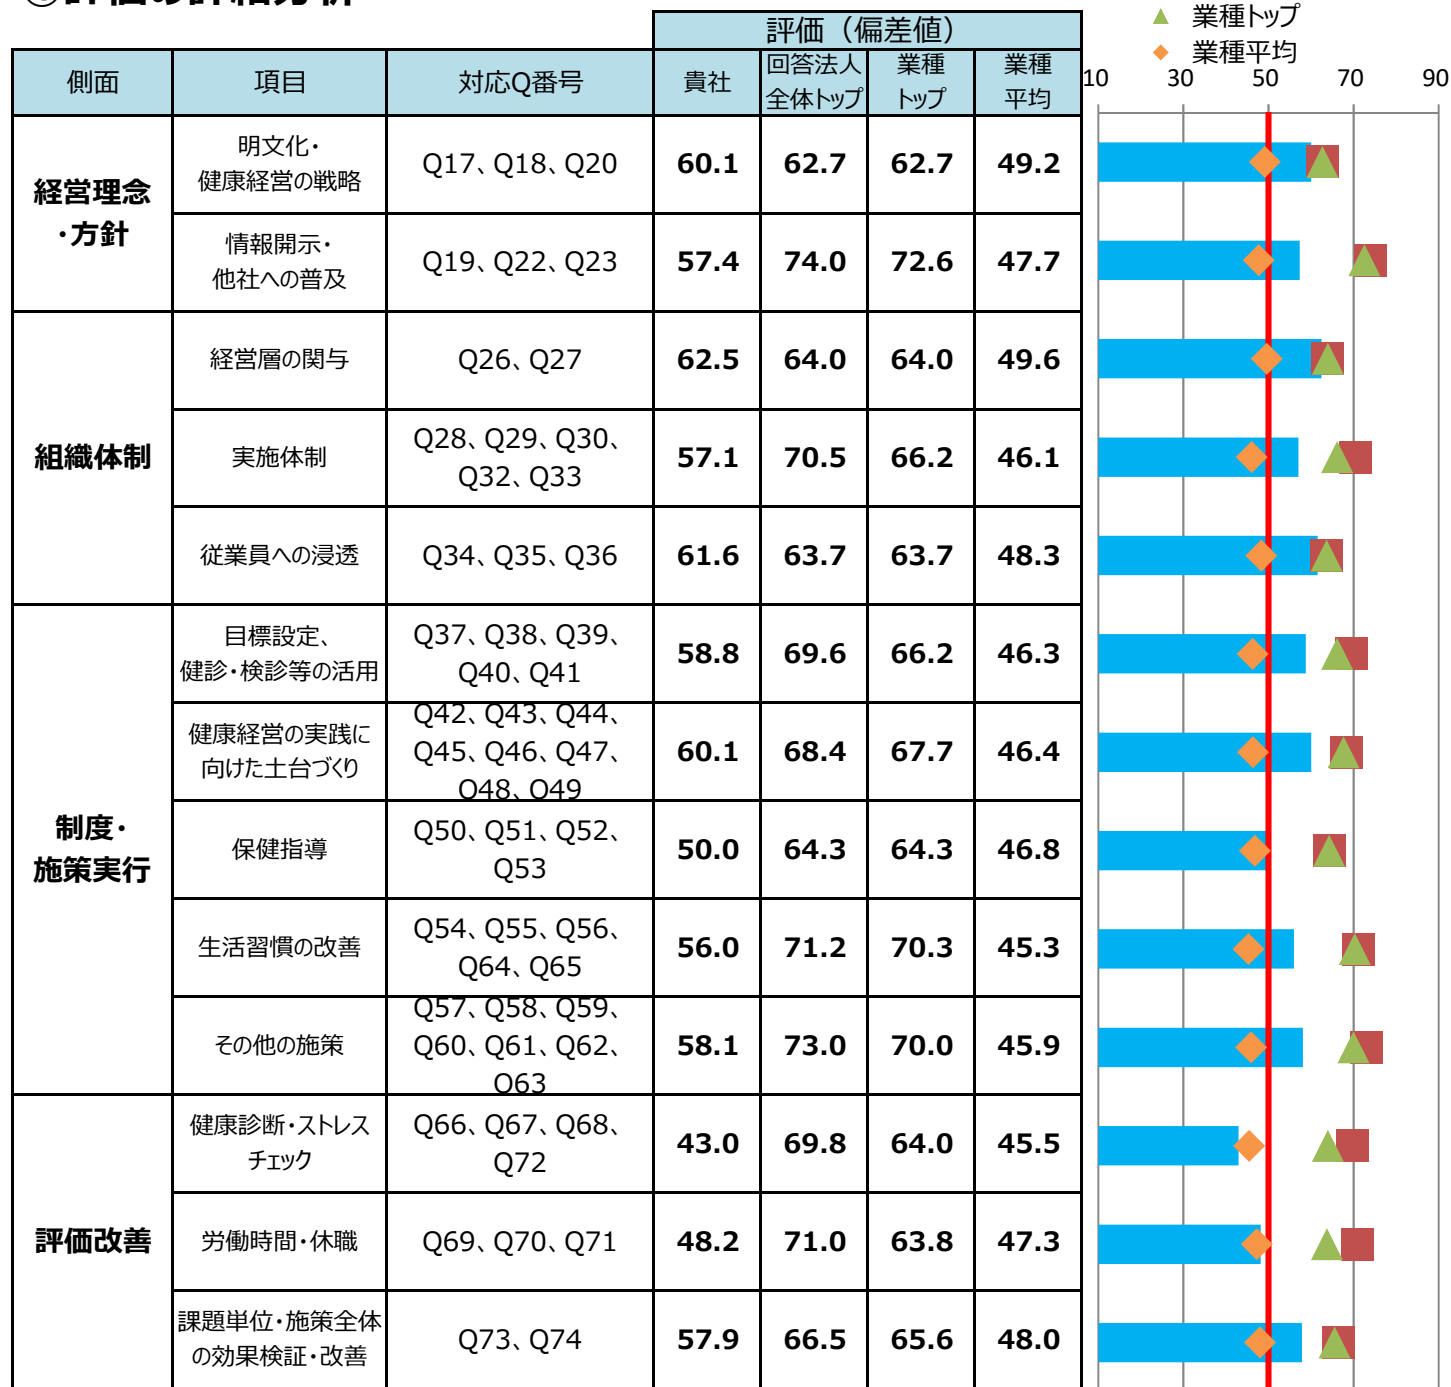 ①評価の詳細分析
評価（偏差値）
側面 項目 対応Q番号 貴社 回答法人全体トップ 業種トップ 業種平均
▲ 業種トップ
◆ 業種平均
10 30 50 70 90
経営理念
・方針
明文化・
健康経営の戦略
Q17、Q18、Q20
60.1 62.7 62.7 49.2
情報開示・
他社への普及
Q19、Q22、Q23
57.4 74.0 72.6 47.7
組織体制
経営層の関与
Q26、Q27
62.5 64.0 64.0 49.6
実施体制
Q28、Q29、Q30、
Q32、Q33
57.1 70.5 66.2 46.1
従業員への浸透
Q34、Q35、Q36
61.6 63.7 63.7 48.3
制度・
施策実行
目標設定、
健診・検診等の活用
Q37、Q38、Q39、
Q40、Q41
58.8 69.6 66.2 46.3
健康経営の実践に
向けた土台づくり
Q42、Q43、Q44、
Q45、Q46、Q47、
Q48、Q49
60.1 68.4 67.7 46.4
保健指導
Q50、Q51、Q52、
Q53
50.0 64.3 64.3 46.8
生活習慣の改善
Q54、Q55、Q56、
Q64、Q65
56.0 71.2 70.3 45.3
その他の施策
Q57、Q58、Q59、
Q60、Q61、Q62、
Q63
58.1 73.0 70.0 45.9
評価改善
健康診断・ストレス
チェック
Q66、Q67、Q68、
Q72
43.0 69.8 64.0 45.5
労働時間・休職
Q69、Q70、Q71
48.2 71.0 63.8 47.3
課題単位・施策全体
の効果検証・改善
Q73、Q74
57.9 66.5 65.6 48.0